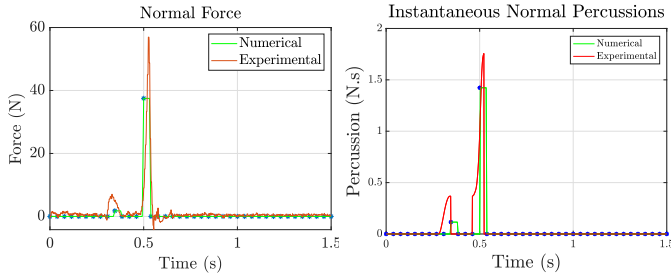 Normal Force
Force (N)
60
40
20
0
0
0.5
1
1.5
Time (s)
Numerical
Experimental
Instantaneous Normal Percussions
Percussion (N.s)
2
1.5
1
0.5
0
0
0.5
1
1.5
Time (s)
Numerical
Experimental